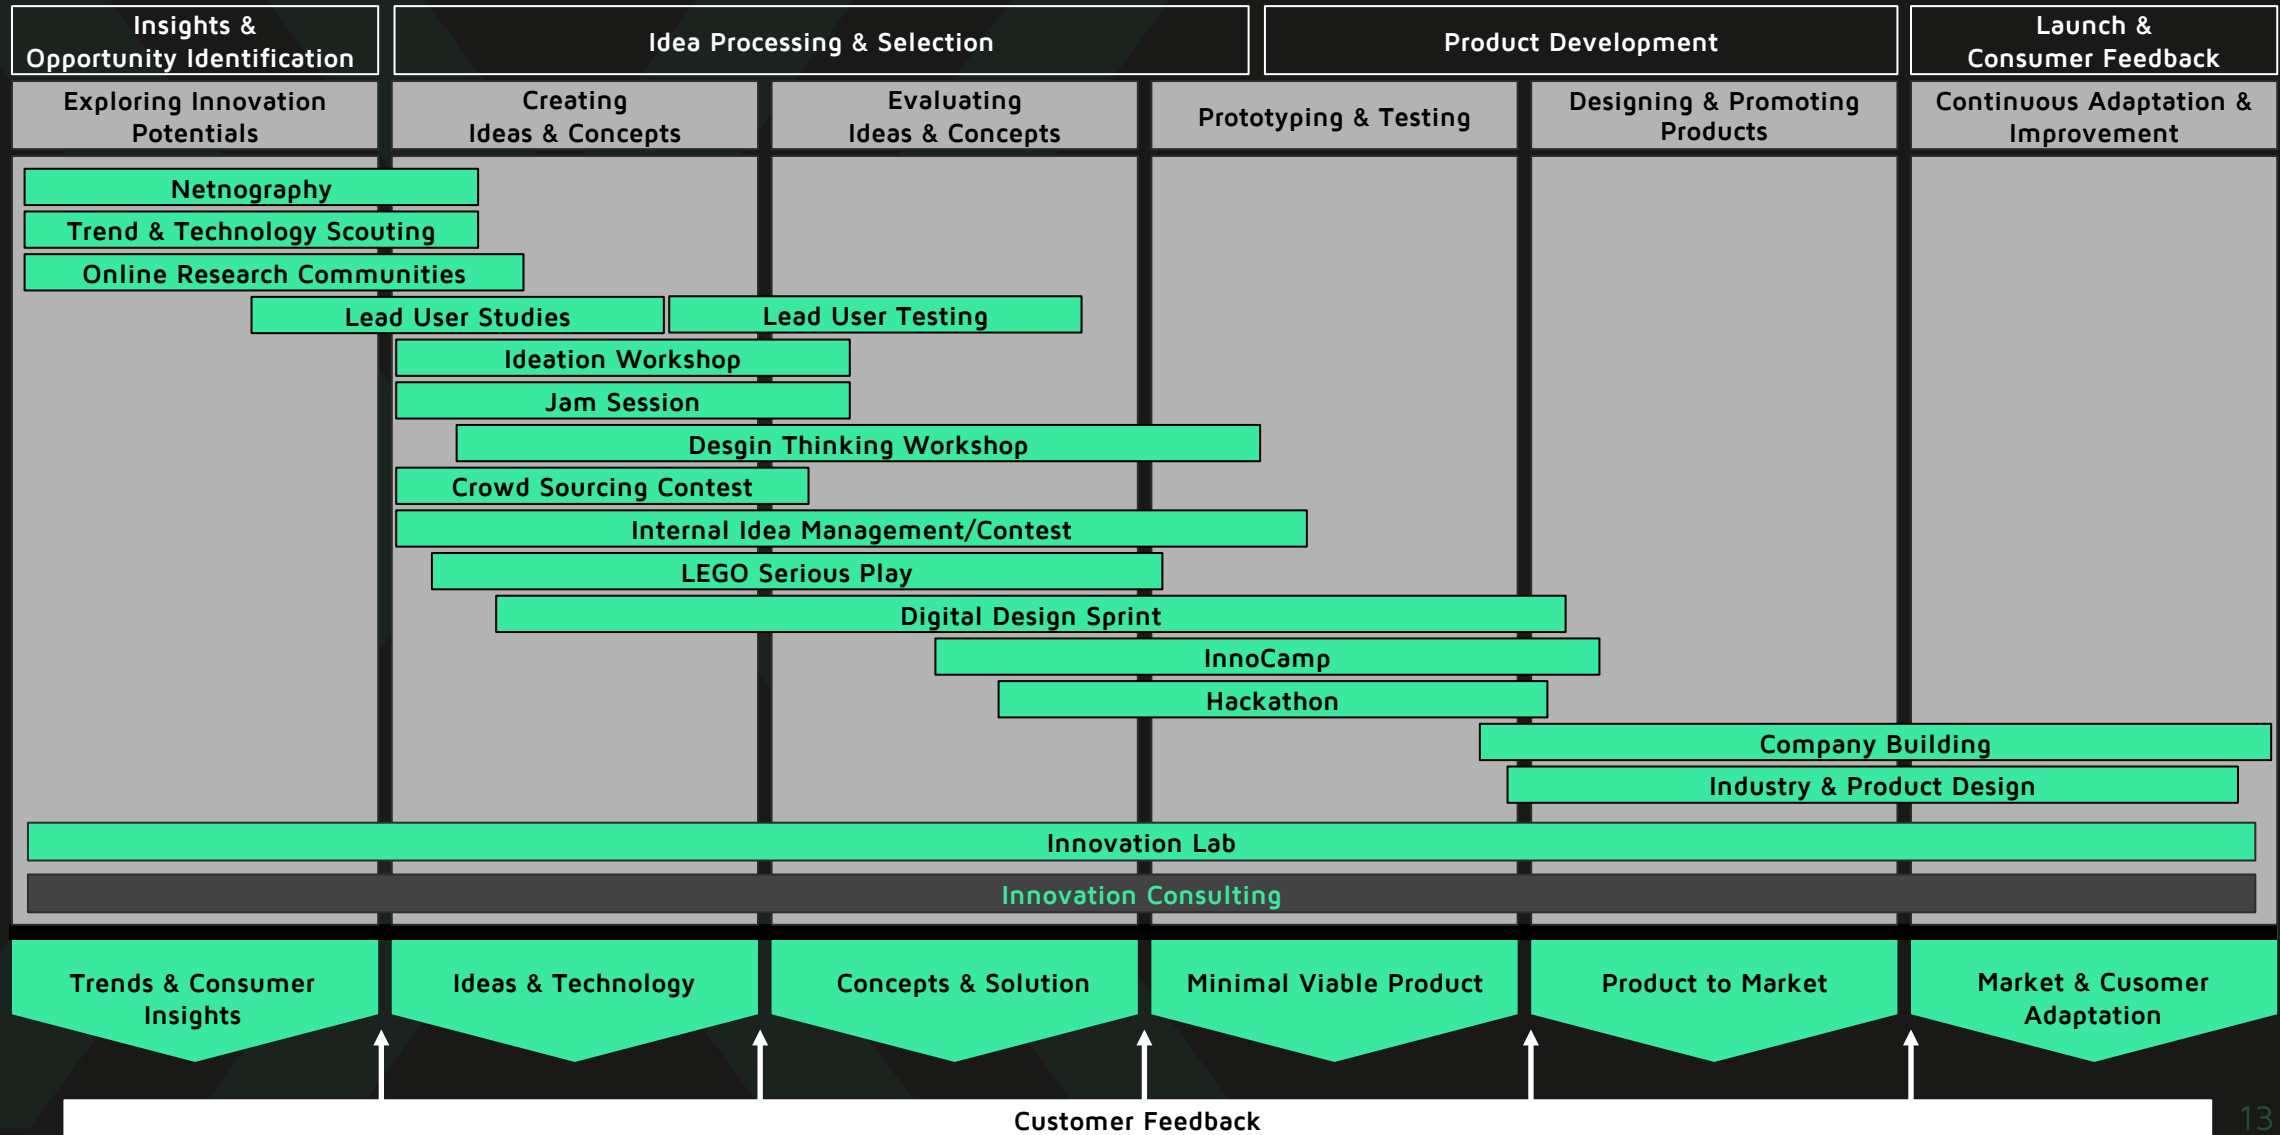 Insights &
Opportunity Identification
Idea Processing & Selection
Product Development
Launch &
Consumer Feedback
Exploring Innovation
Potentials
Creating
Ideas & Concepts
Evaluating
Ideas & Concepts
Prototyping & Testing
Designing & Promoting
Products
Continuous Adaptation &
Improvement
Netnography
Trend & Technology Scouting
Online Research Communities
Lead User Studies
Lead User Testing
Ideation Workshop
Jam Session
Desgin Thinking Workshop
Crowd Sourcing Contest
Internal Idea Management/Contest
LEGO Serious Play
Digital Design Sprint
InnoCamp
Hackathon
Company Building
Industry & Product Design
Innovation Lab
Innovation Consulting
Trends & Consumer
Insights
Ideas & Technology
Concepts & Solution
Minimal Viable Product
Product to Market
Market & Cusomer
Adaptation
Customer Feedback
13